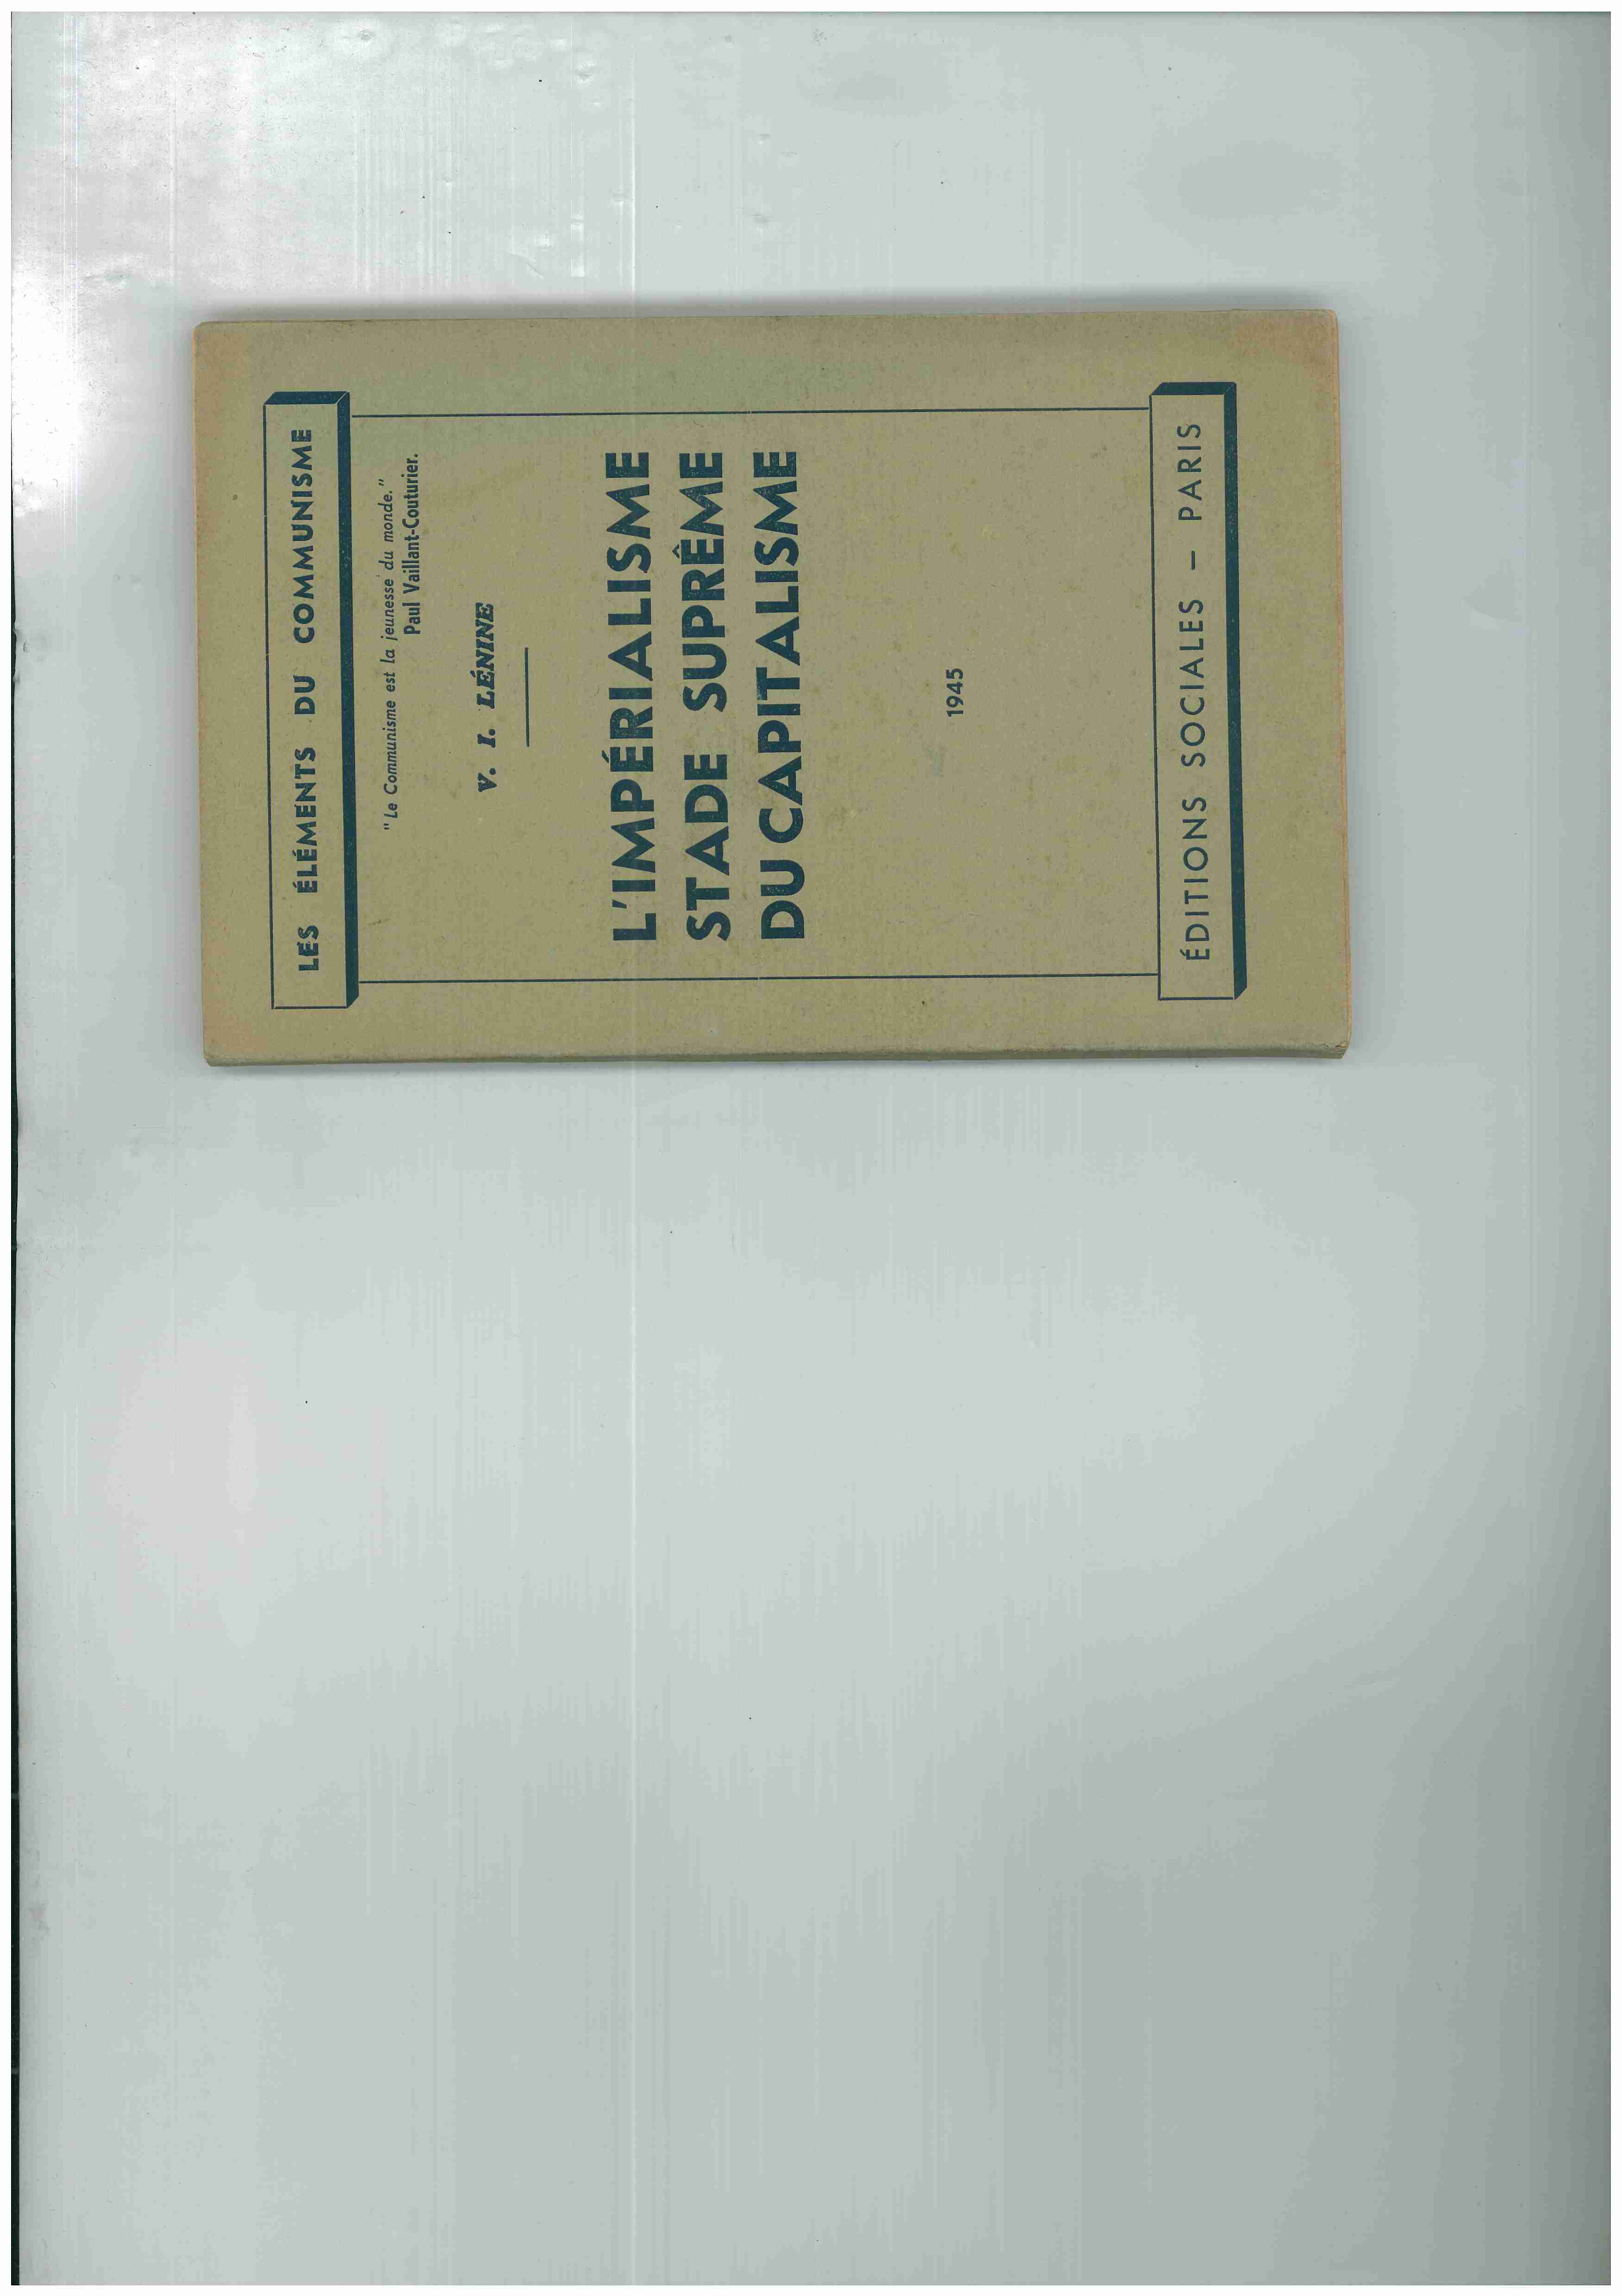 LES ÉLÉMENTS DU COMMUNISME
" Le Communisme est la jeunesse du monde."
Paul Vaillant-Couturier.
V. I. LÉNINE
L'IMPÉRIALISME
STADE SUPRÊME
DU CAPITALISME
1945
ÉDITIONS SOCIALES — PARIS